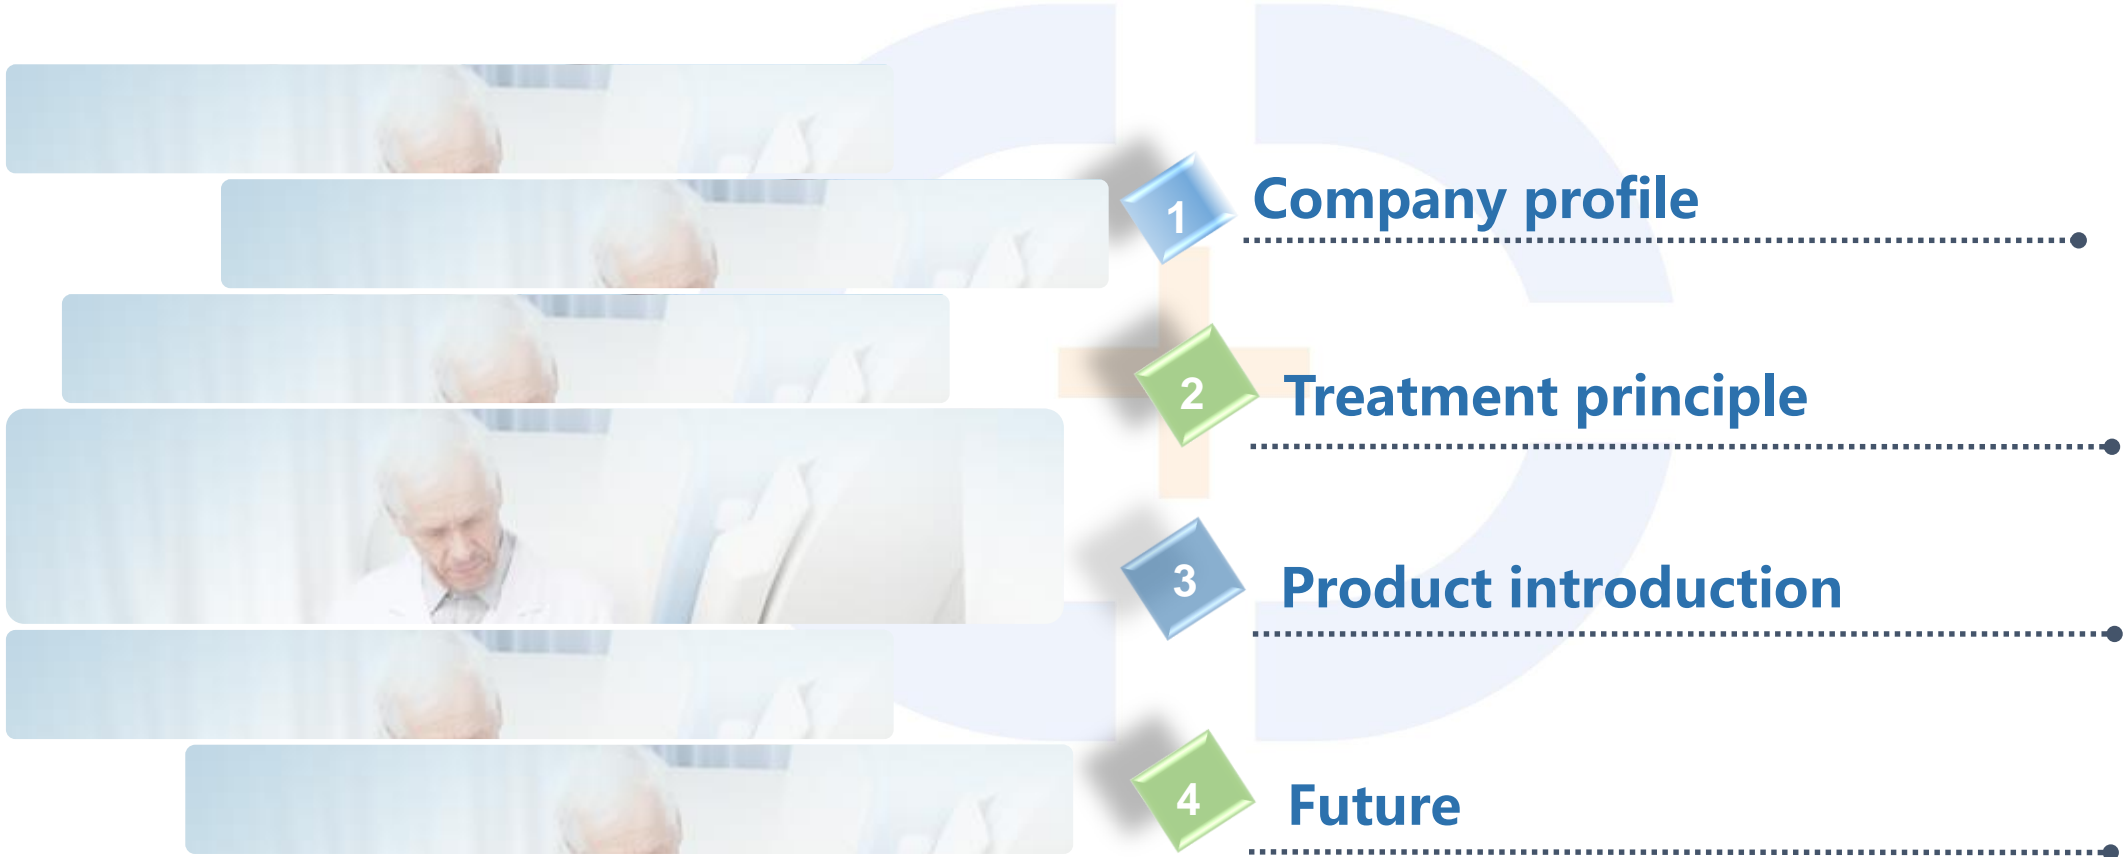 1 Company profile
2 Treatment principle
3 Product introduction
4 Future